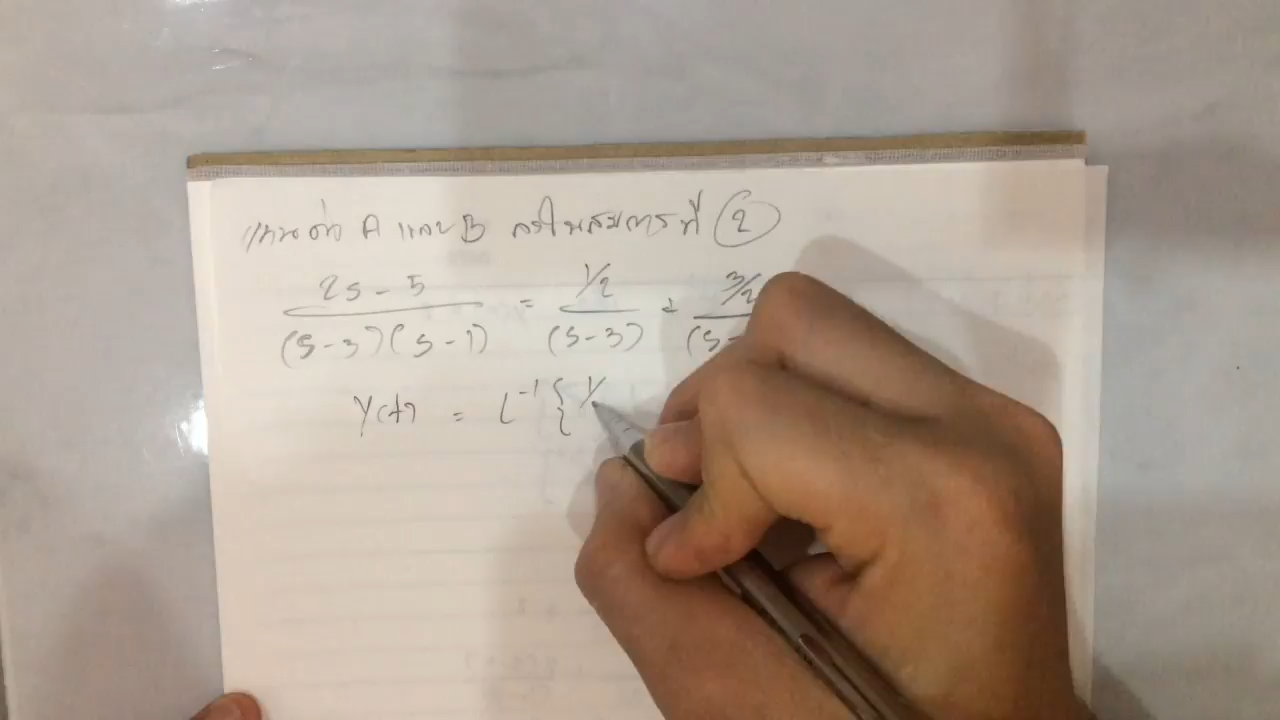 แทนค่า A และ B ลงในสมการที่ 2
2s - 5 / (s-3)(s-1) = 1/2 / (s-3) + 3/2 / (s-
y(t) = L⁻¹ { 1/